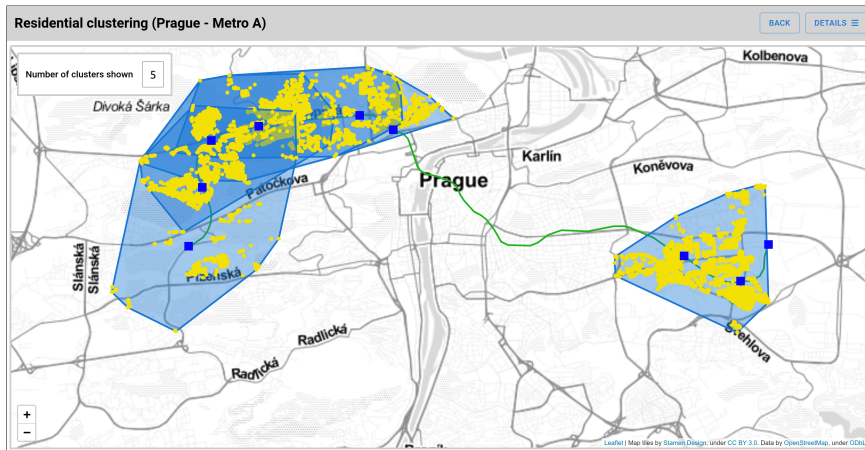 Residential clustering (Prague - Metro A)
BACK
DETAILS
Number of clusters shown 5
Kolbenova
Divoká Šárka
Karlín
Koněvova
Patočkova
Prague
Slánská
Slánská
Plzeňská
Radlická
Radlická
+
−
Leaflet | Map tiles by Stamen Design, under CC BY 3.0. Data by OpenStreetMap, under ODbL